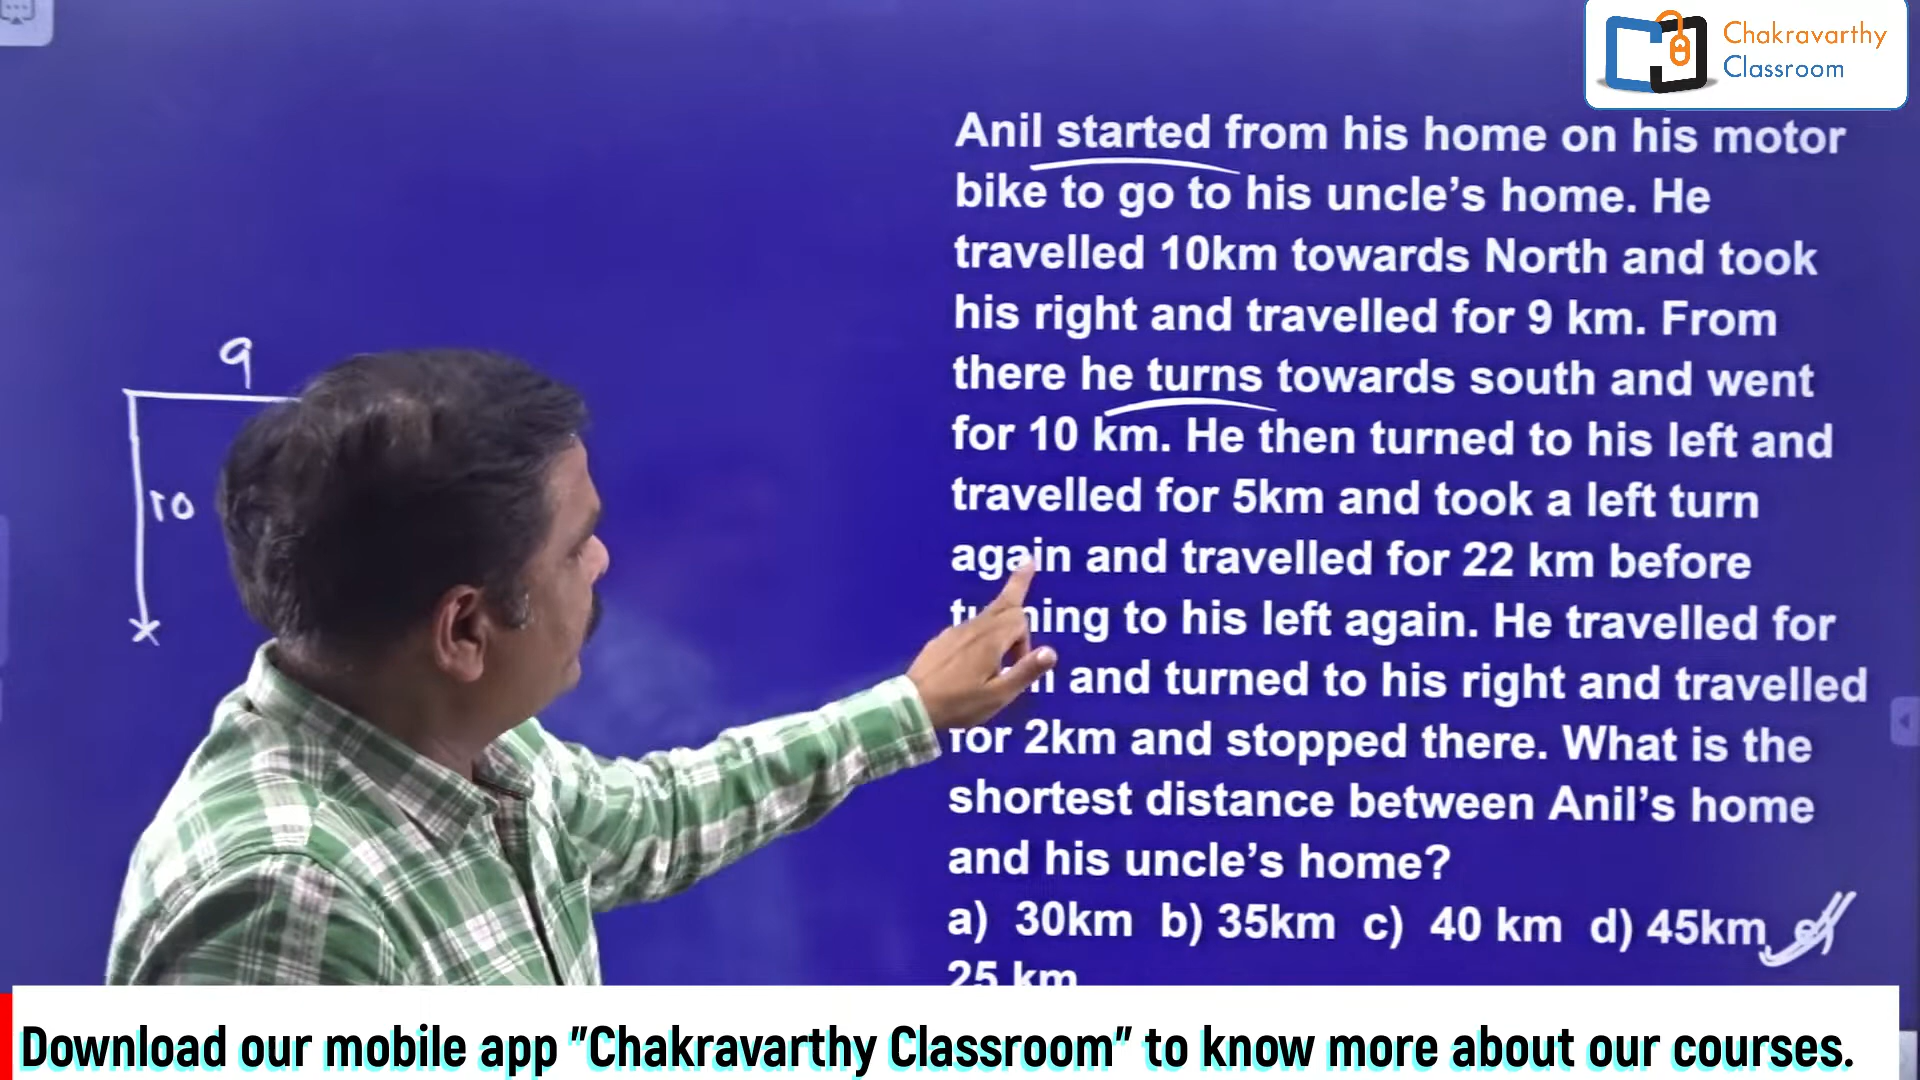 Chakravarthy
Classroom
Anil started from his home on his motor
bike to go to his uncle's home. He
travelled 10km towards North and took
his right and travelled for 9 km. From
there he turns towards south and went
for 10 km. He then turned to his left and
travelled for 5km and took a left turn
again and travelled for 22 km before
to his left again. He travelled for
and turned to his right and travelled
for 2km and stopped there. What is the
shortest distance between Anil's home
and his uncle's home?
a) 30km b) 35km c) 40 km d) 45km e)
25 km
9
10
Download our mobile app "Chakravarthy Classroom" to know more about our courses.